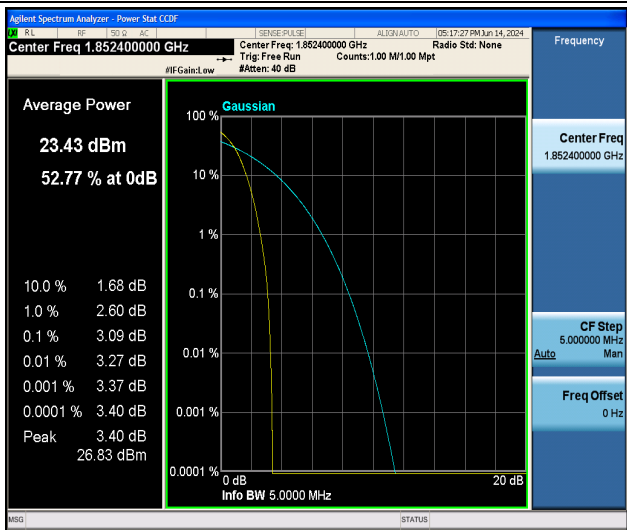 Agilent Spectrum Analyzer - Power Stat CCDF
LXI RL RF 50 Ω AC SENSE:PULSE ALIGN AUTO 05:17:27 PM Jun 14, 2024
Center Freq 1.852400000 GHz
Center Freq: 1.852400000 GHz Radio Std: None
Trig: Free Run Counts:1.00 M/1.00 Mpt
#IFGain:Low #Atten: 40 dB
Average Power
23.43 dBm
52.77 % at 0dB
10.0 % 1.68 dB
1.0 % 2.60 dB
0.1 % 3.09 dB
0.01 % 3.27 dB
0.001 % 3.37 dB
0.0001 % 3.40 dB
Peak 3.40 dB
26.83 dBm
Gaussian
100 %
10 %
1 %
0.1 %
0.01 %
0.001 %
0.0001 %
0 dB 20 dB
Info BW 5.0000 MHz
Frequency
Center Freq
1.852400000 GHz
CF Step
5.000000 MHz
Auto Man
Freq Offset
0 Hz
MSG STATUS